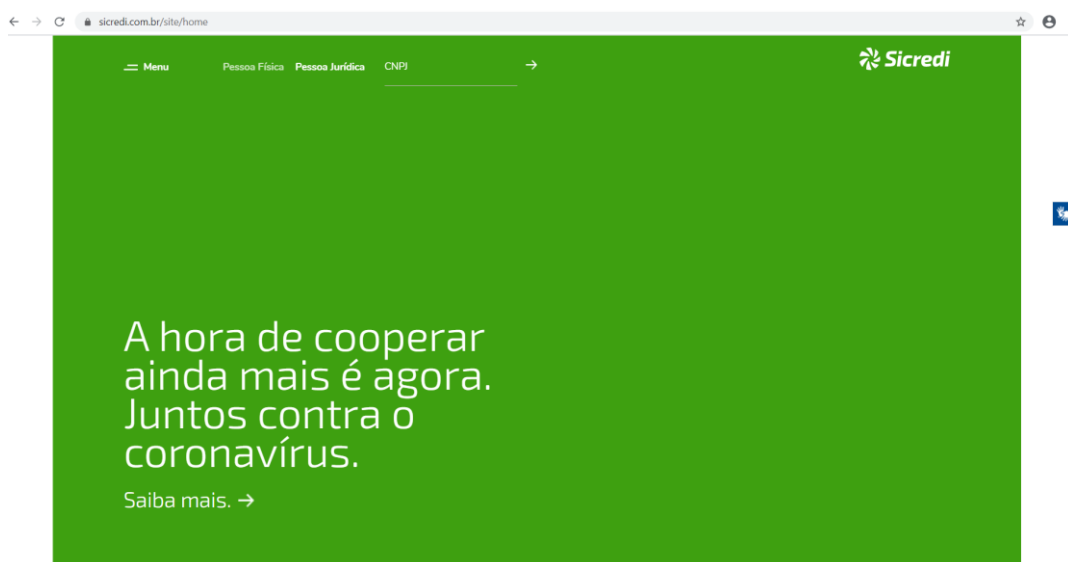 sicredi.com.br/site/home
Menu Pessoa Física Pessoa Jurídica CNPJ →
Sicredi
A hora de cooperar
ainda mais é agora.
Juntos contra o
coronavírus.
Saiba mais. →